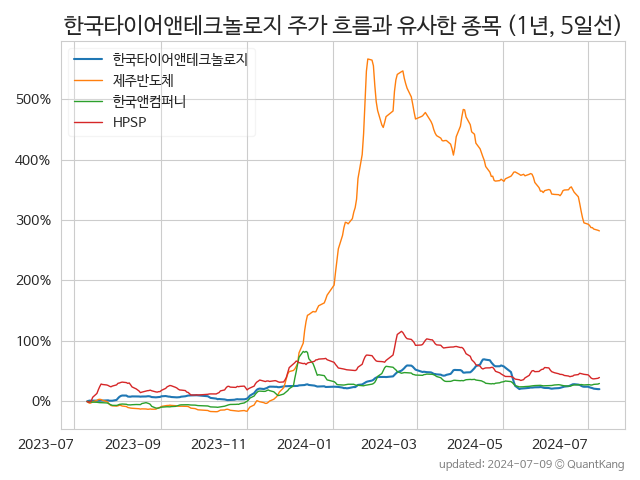 한국타이어앤테크놀로지 주가 흐름과 유사한 종목 (1년, 5일선)
한국타이어앤테크놀로지
제주반도체
한국앤컴퍼니
HPSP
500%
400%
300%
200%
100%
0%
2023-07 2023-09 2023-11 2024-01 2024-03 2024-05 2024-07
updated: 2024-07-09 © QuantKang